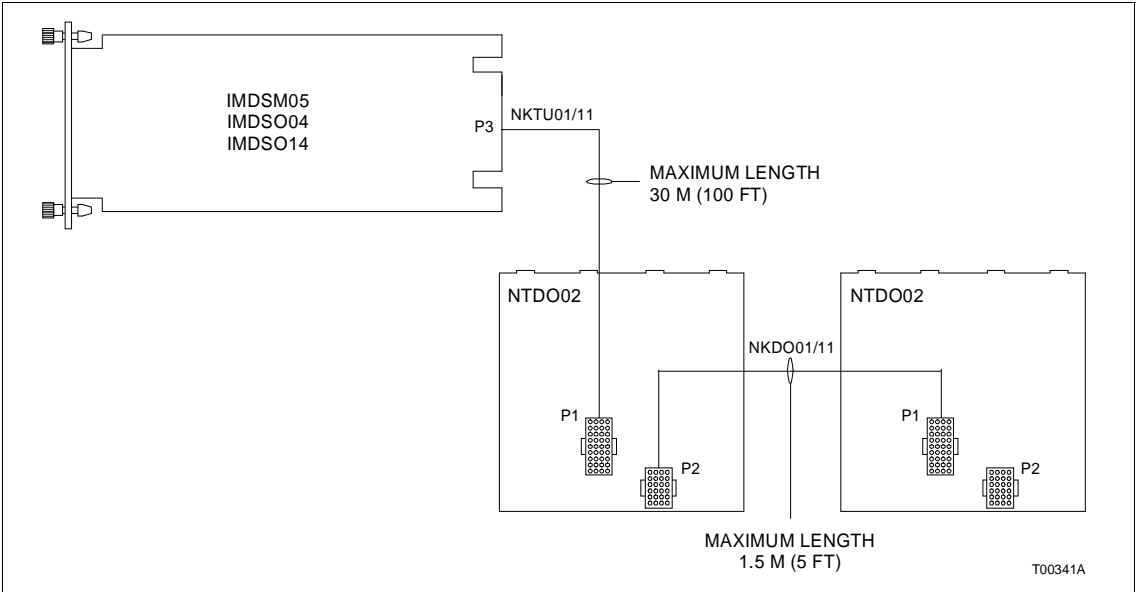 IMDSM05
IMDSO04
IMDSO14
P3
NKTU01/11
MAXIMUM LENGTH
30 M (100 FT)
NTDO02
NTDO02
NKDO01/11
P1
P2
P1
P2
MAXIMUM LENGTH
1.5 M (5 FT)
T00341A